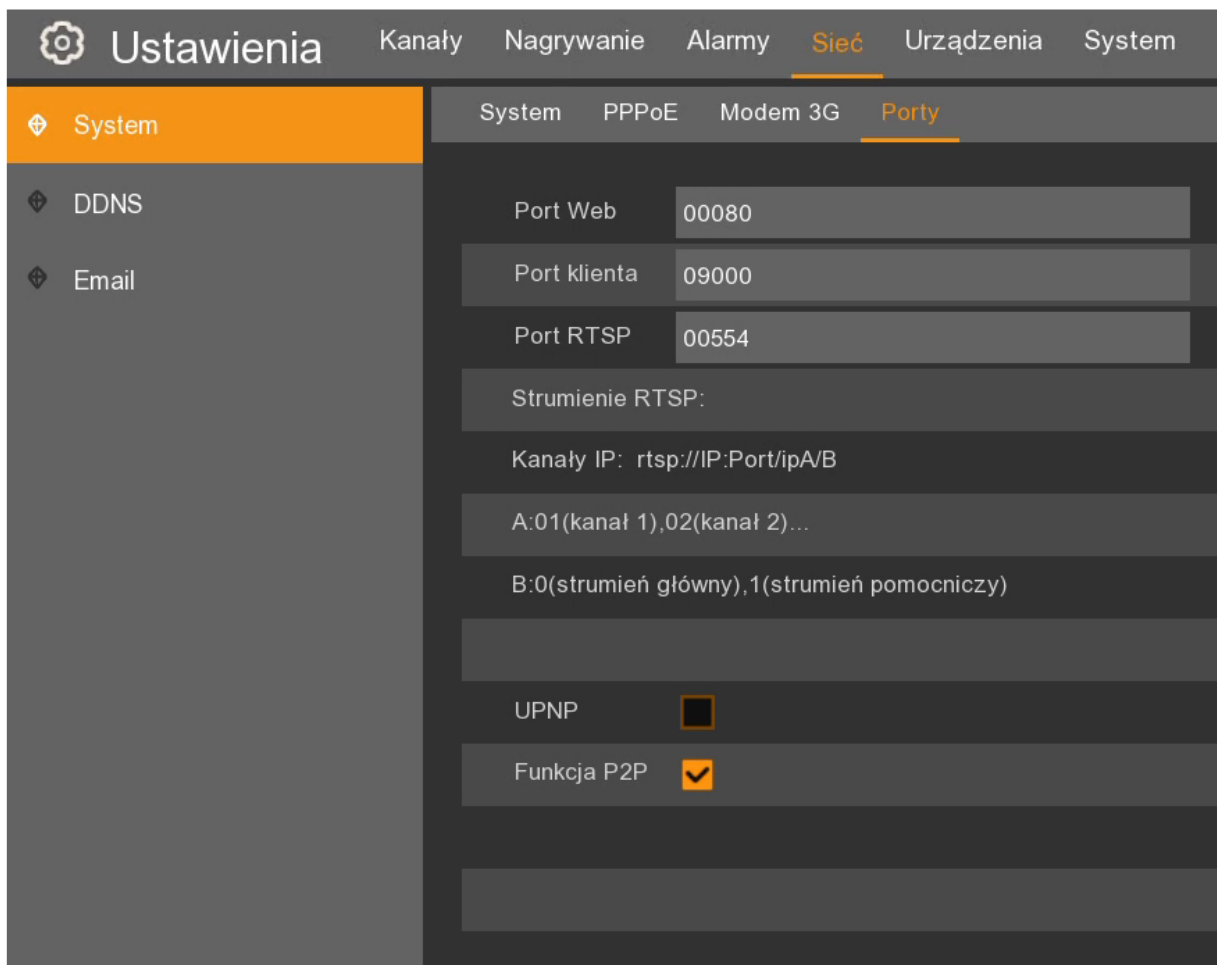 Ustawienia Kanały Nagrywanie Alarmy Sieć Urządzenia System
System
DDNS
Email
System PPPoE Modem 3G Porty
Port Web 00080
Port klienta 09000
Port RTSP 00554
Strumienie RTSP:
Kanały IP: rtsp://IP:Port/ipA/B
A:01(kanał 1),02(kanał 2)...
B:0(strumień główny),1(strumień pomocniczy)
UPNP
Funkcja P2P